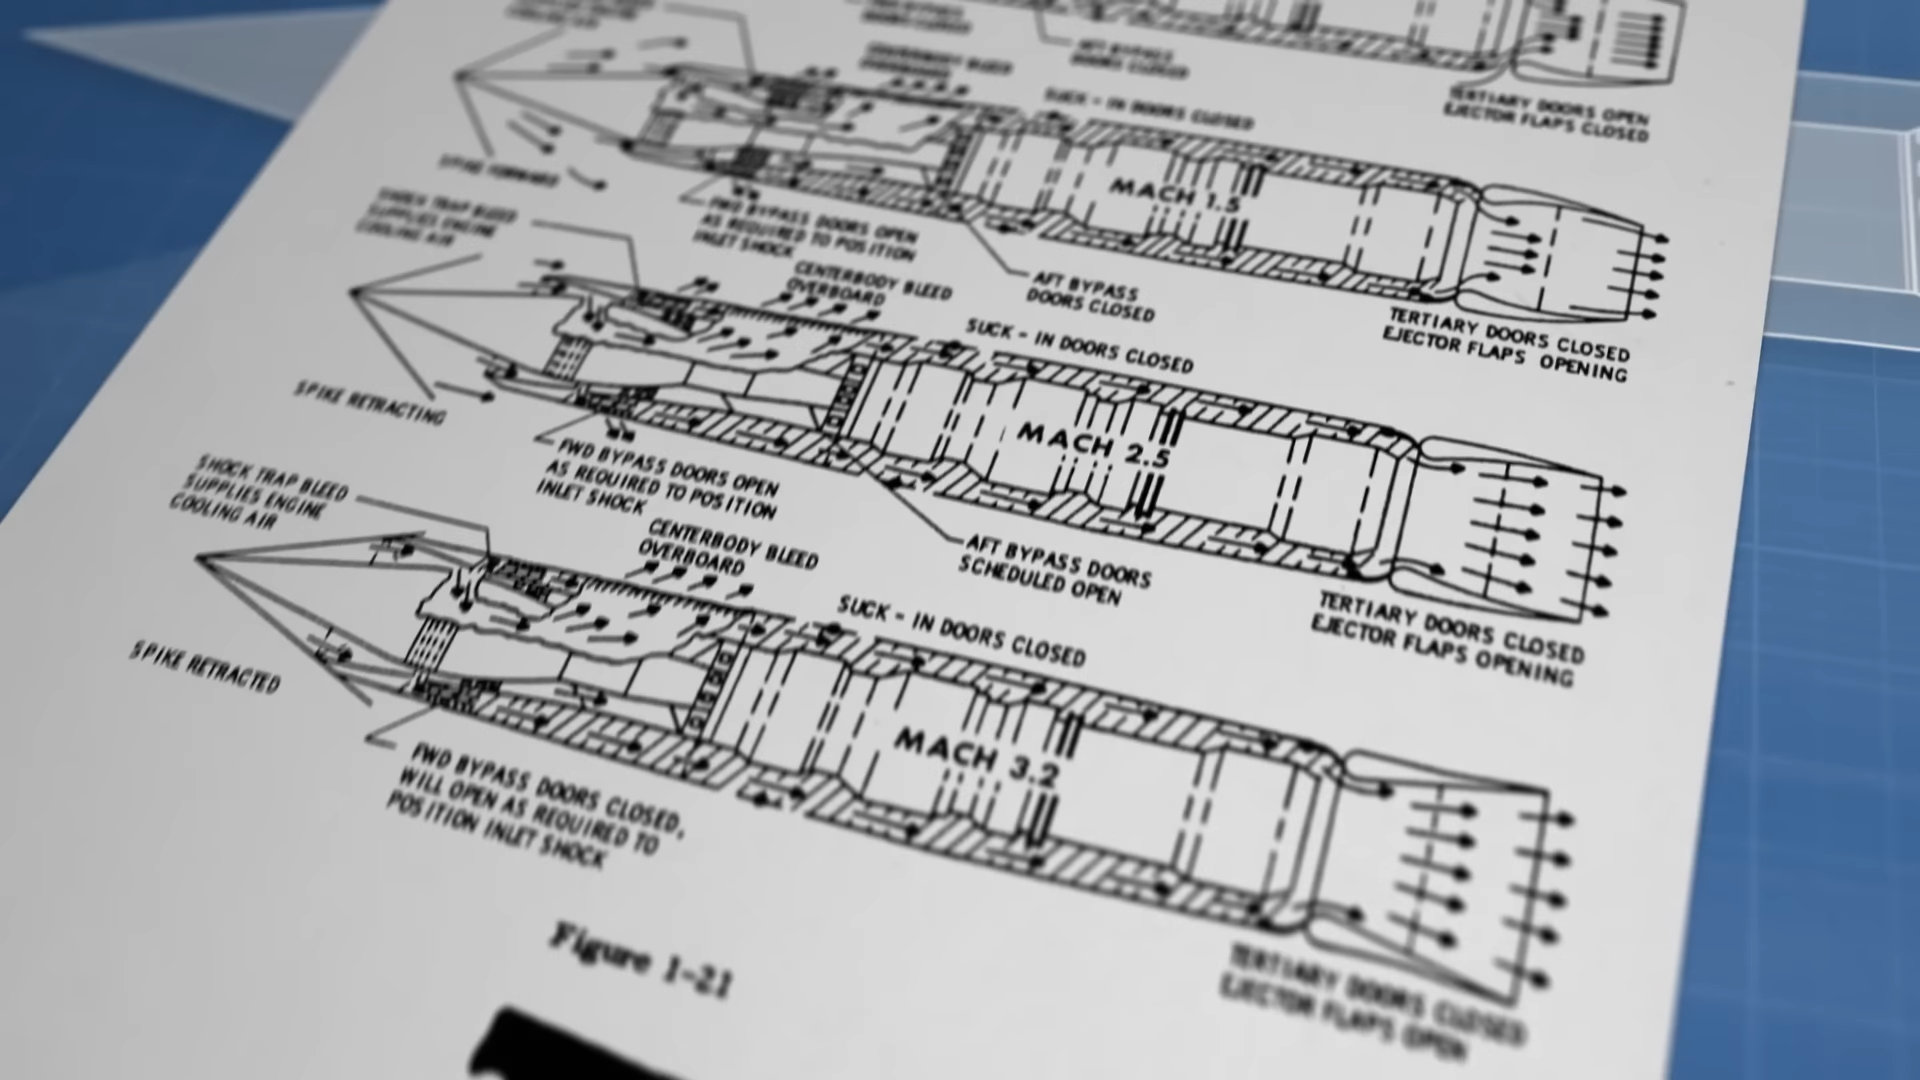 AFT BYPASS
DOORS CLOSED
TERTIARY DOORS OPEN
EJECTOR FLAPS CLOSED
CENTERBODY BLEED
OVERBOARD
SUCK - IN DOORS CLOSED
SPIKE FORWARD
MACH 1.5
FWD BYPASS DOORS OPEN
AS REQUIRED TO POSITION
INLET SHOCK
AFT BYPASS
DOORS CLOSED
TERTIARY DOORS CLOSED
EJECTOR FLAPS OPENING
SHOCK TRAP BLEED
SUPPLIES ENGINE
COOLING AIR
CENTERBODY BLEED
OVERBOARD
SUCK - IN DOORS CLOSED
SPIKE RETRACTING
MACH 2.5
FWD BYPASS DOORS OPEN
AS REQUIRED TO POSITION
INLET SHOCK
AFT BYPASS DOORS
SCHEDULED OPEN
TERTIARY DOORS CLOSED
EJECTOR FLAPS OPENING
SHOCK TRAP BLEED
SUPPLIES ENGINE
COOLING AIR
CENTERBODY BLEED
OVERBOARD
SUCK - IN DOORS CLOSED
SPIKE RETRACTED
MACH 3.2
FWD BYPASS DOORS CLOSED,
WILL OPEN AS REQUIRED TO
POSITION INLET SHOCK
TERTIARY DOORS CLOSED
EJECTOR FLAPS OPEN
Figure 1-21